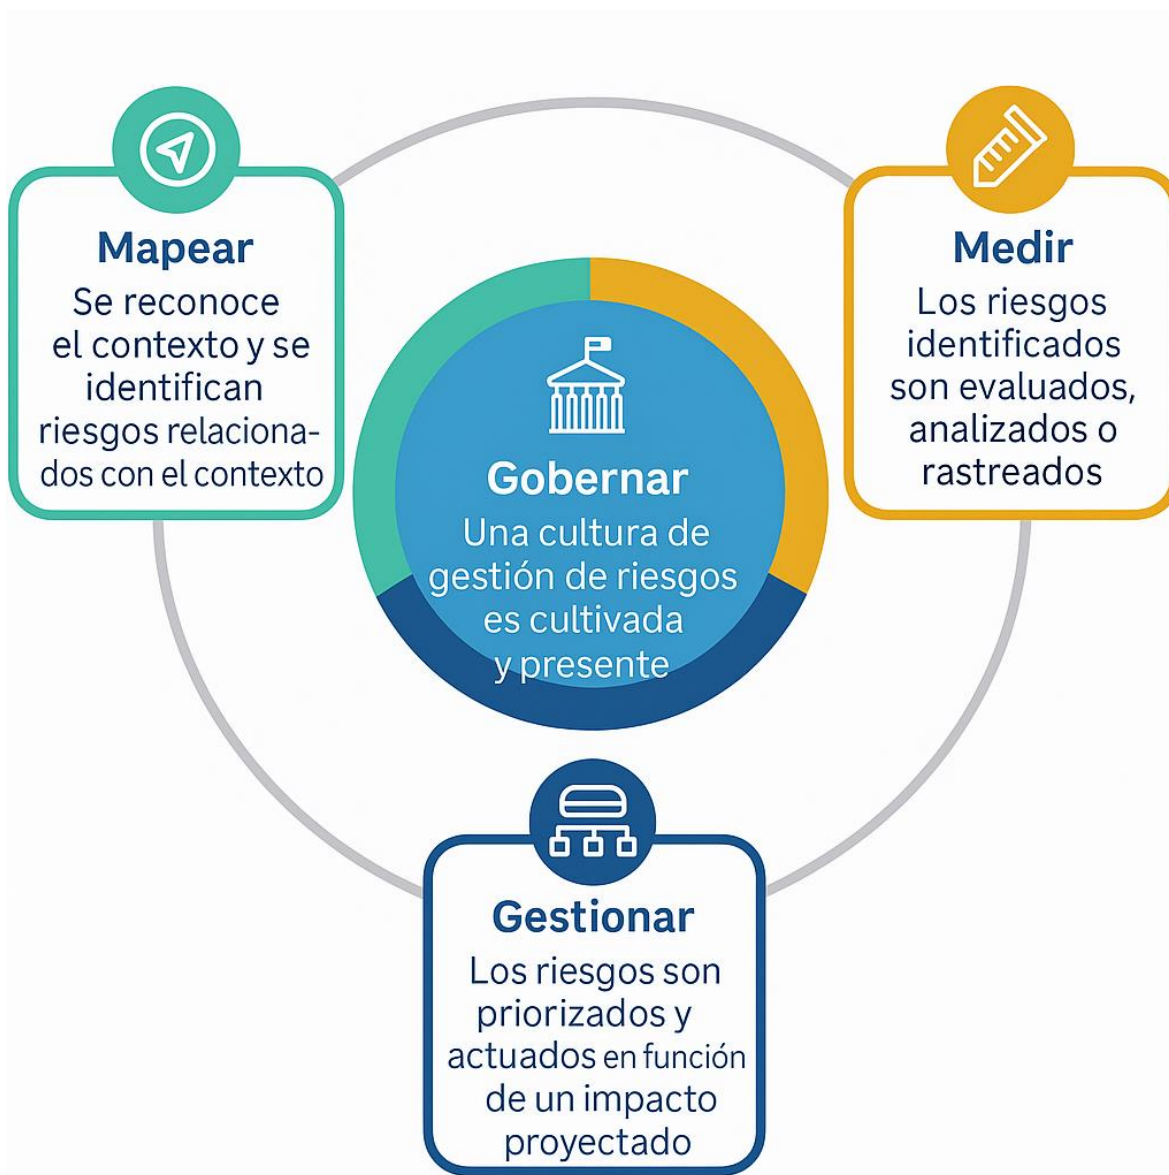 Mapear
Se reconoce
el contexto y se
identifican
riesgos relaciona-
dos con el contexto
Medir
Los riesgos
identificados
son evaluados,
analizados o
rastreados
Gobernar
Una cultura de
gestión de riesgos
es cultivada
y presente
Gestionar
Los riesgos son
priorizados y
actuados en función
de un impacto
proyectado